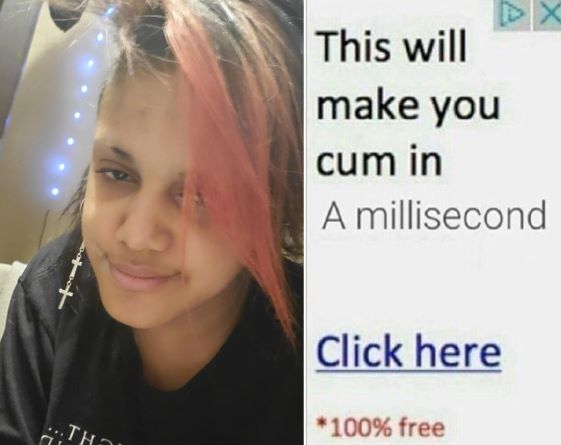 This will
make you
cum in
A millisecond
Click here
*100% free